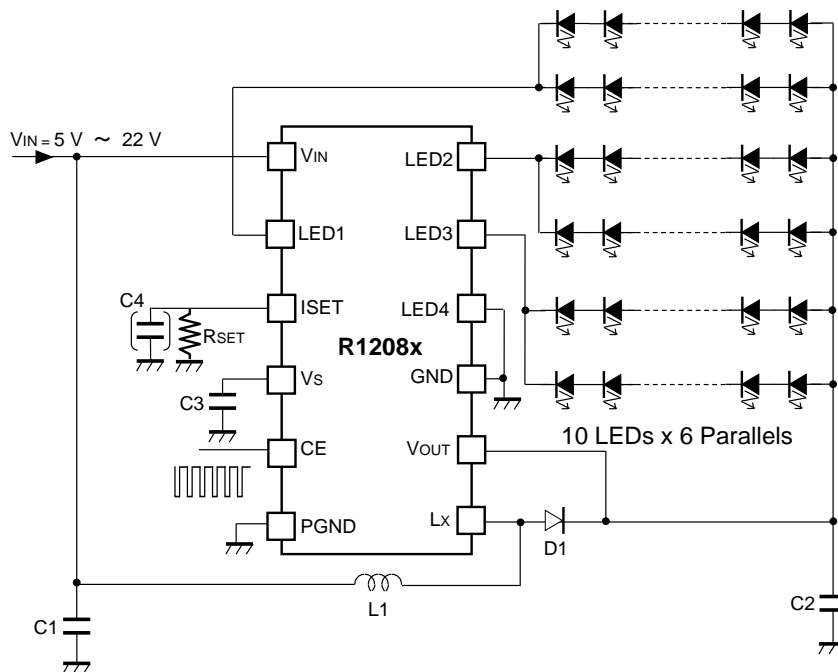 VIN = 5 V ～ 22 V
VIN
LED2
LED1
LED3
C4
RSET
ISET
LED4
R1208x
C3
VS
GND
10 LEDs x 6 Parallels
CE
VOUT
PGND
LX
D1
L1
C1
C2